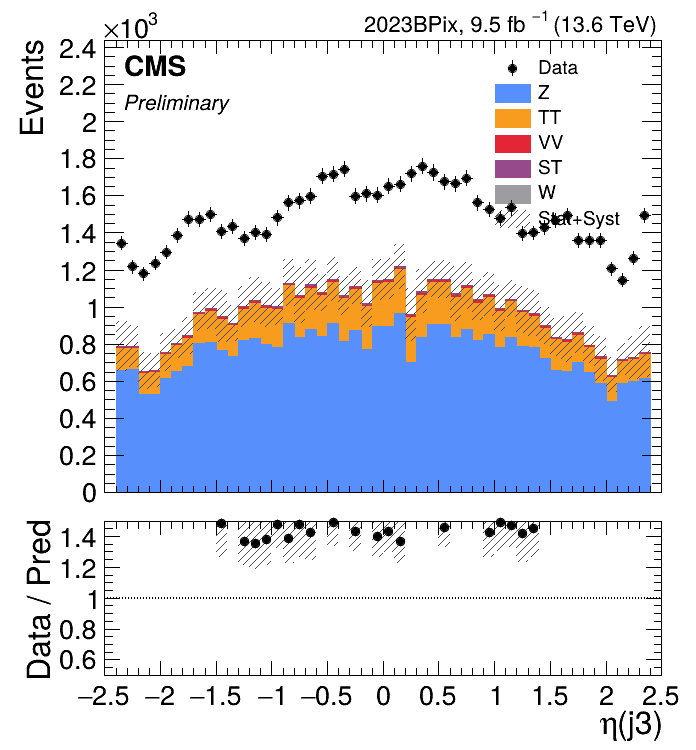 ×10³
2023BPix, 9.5 fb⁻¹ (13.6 TeV)
Events
CMS
Preliminary
Data
Z
TT
VV
ST
W
Stat+Syst
2.4
2.2
2
1.8
1.6
1.4
1.2
1
0.8
0.6
0.4
0.2
0
Data / Pred
1.4
1.2
1
0.8
0.6
−2.5 −2 −1.5 −1 −0.5 0 0.5 1 1.5 2 2.5
η(j3)